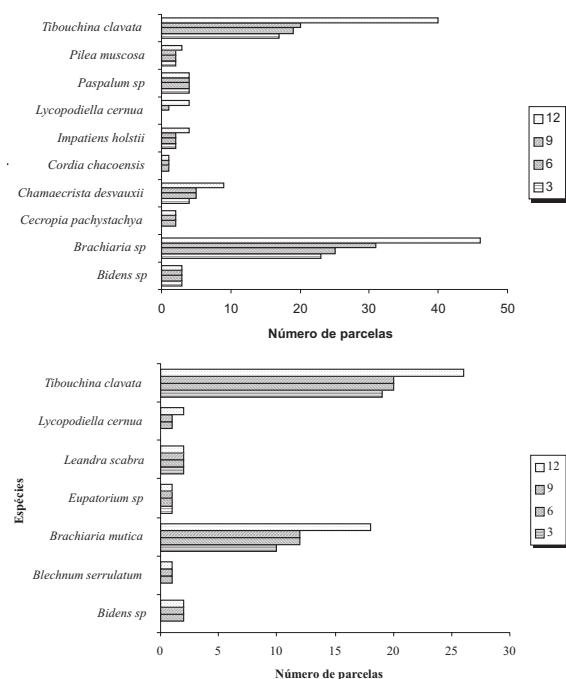 Tibouchina clavata
Pilea muscosa
Paspalum sp
Lycopodiella cernua
Impatiens holstii
Cordia chacoensis
Chamaecrista desvauxii
Cecropia pachystachya
Brachiaria sp
Bidens sp
0 10 20 30 40 50
Número de parcelas
12
9
6
3
Espécies
Tibouchina clavata
Lycopodiella cernua
Leandra scabra
Eupatorium sp
Brachiaria mutica
Blechnum serrulatum
Bidens sp
0 5 10 15 20 25 30
Número de parcelas
12
9
6
3